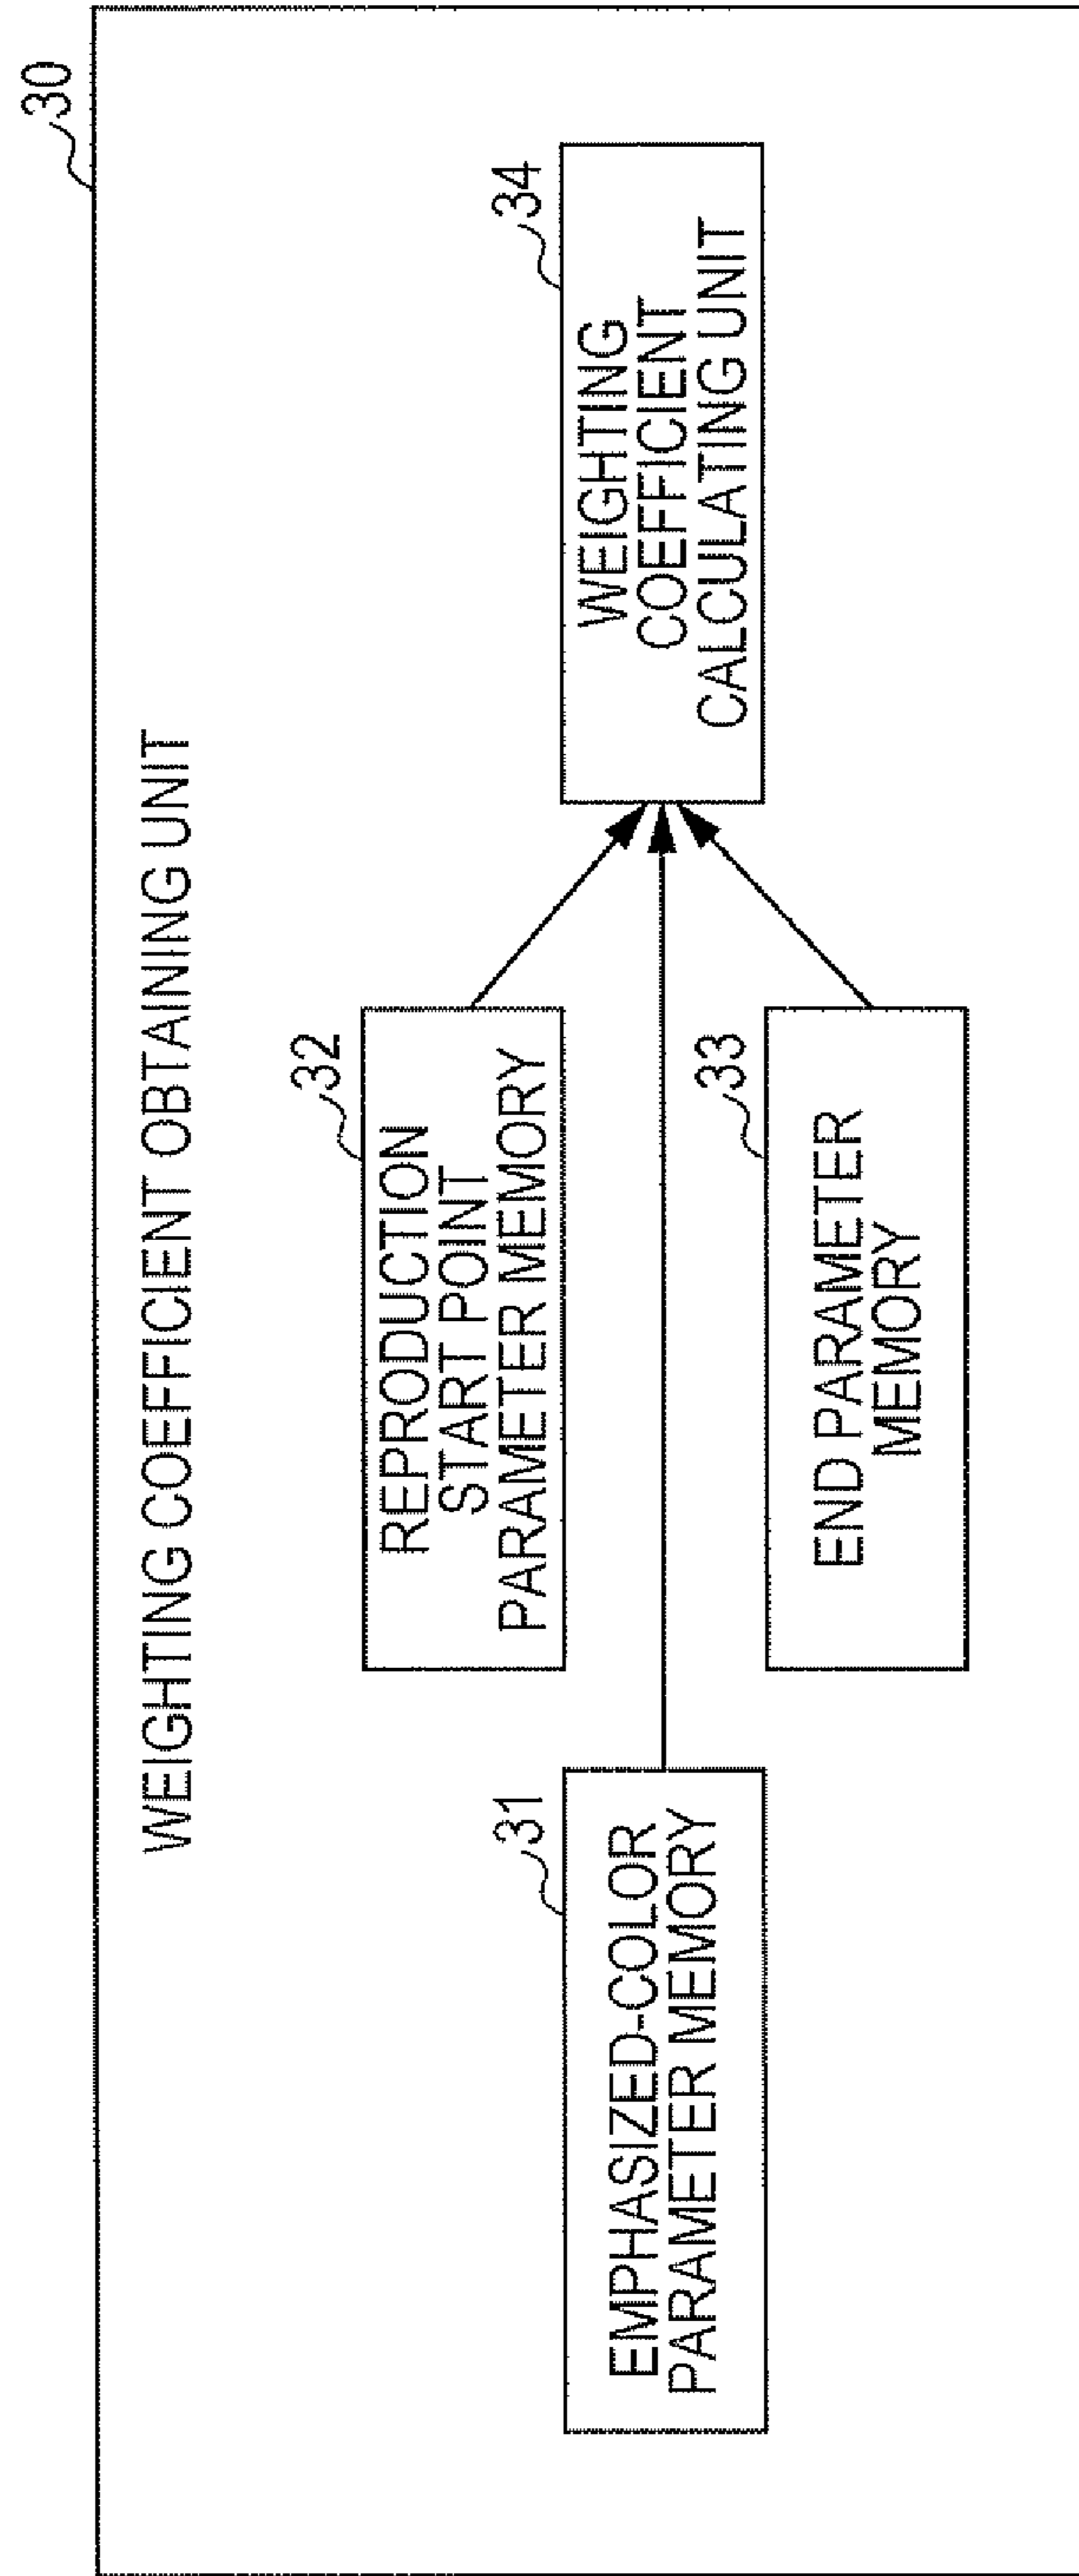 30
WEIGHTING COEFFICIENT OBTAINING UNIT
32
REPRODUCTION
START POINT
PARAMETER MEMORY
31
EMPHASIZED-COLOR
PARAMETER MEMORY
34
WEIGHTING
COEFFICIENT
CALCULATING UNIT
33
END PARAMETER
MEMORY